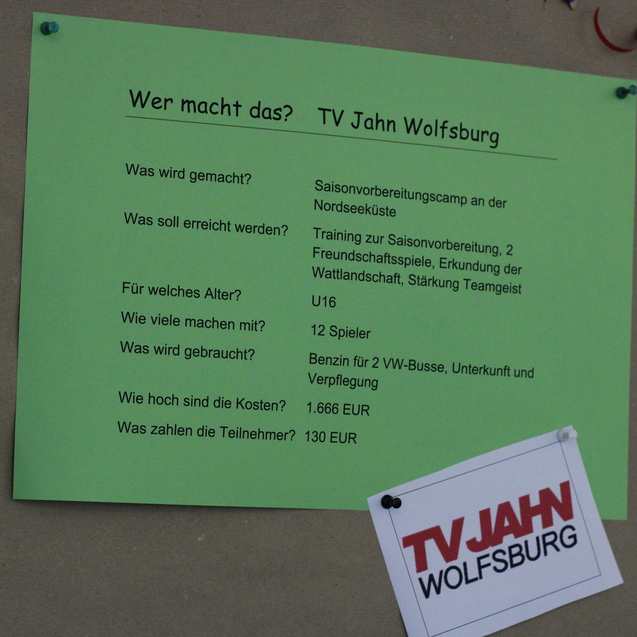 Wer macht das? TV Jahn Wolfsburg
Was wird gemacht? Saisonvorbereitungscamp an der
Nordseeküste
Was soll erreicht werden? Training zur Saisonvorbereitung, 2
Freundschaftsspiele, Erkundung der
Wattlandschaft, Stärkung Teamgeist
Für welches Alter? U16
Wie viele machen mit? 12 Spieler
Was wird gebraucht? Benzin für 2 VW-Busse, Unterkunft und
Verpflegung
Wie hoch sind die Kosten? 1.666 EUR
Was zahlen die Teilnehmer? 130 EUR
TV JAHN
WOLFSBURG